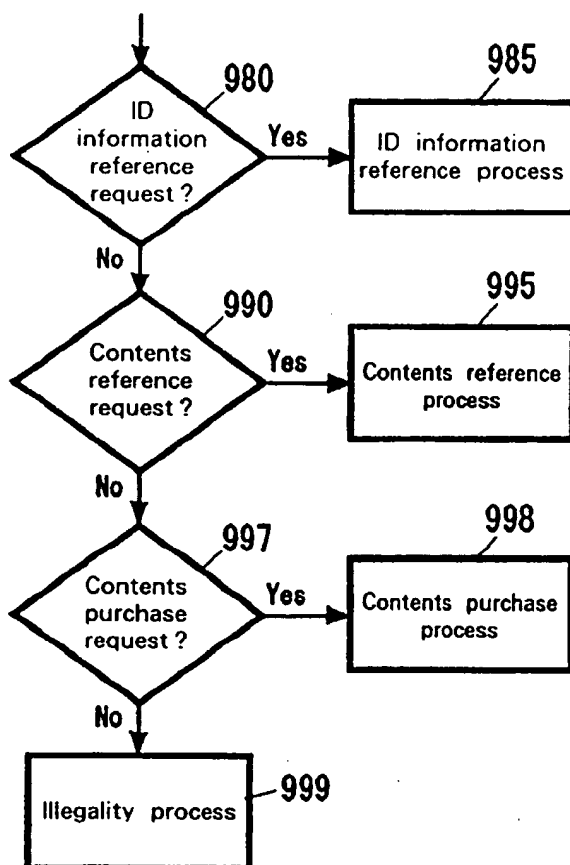 980
ID
information
reference
request ?
Yes
985
ID information
reference process
No
990
Contents
reference
request ?
Yes
995
Contents reference
process
No
997
Contents
purchase
request ?
Yes
998
Contents purchase
process
No
Illegality process
999